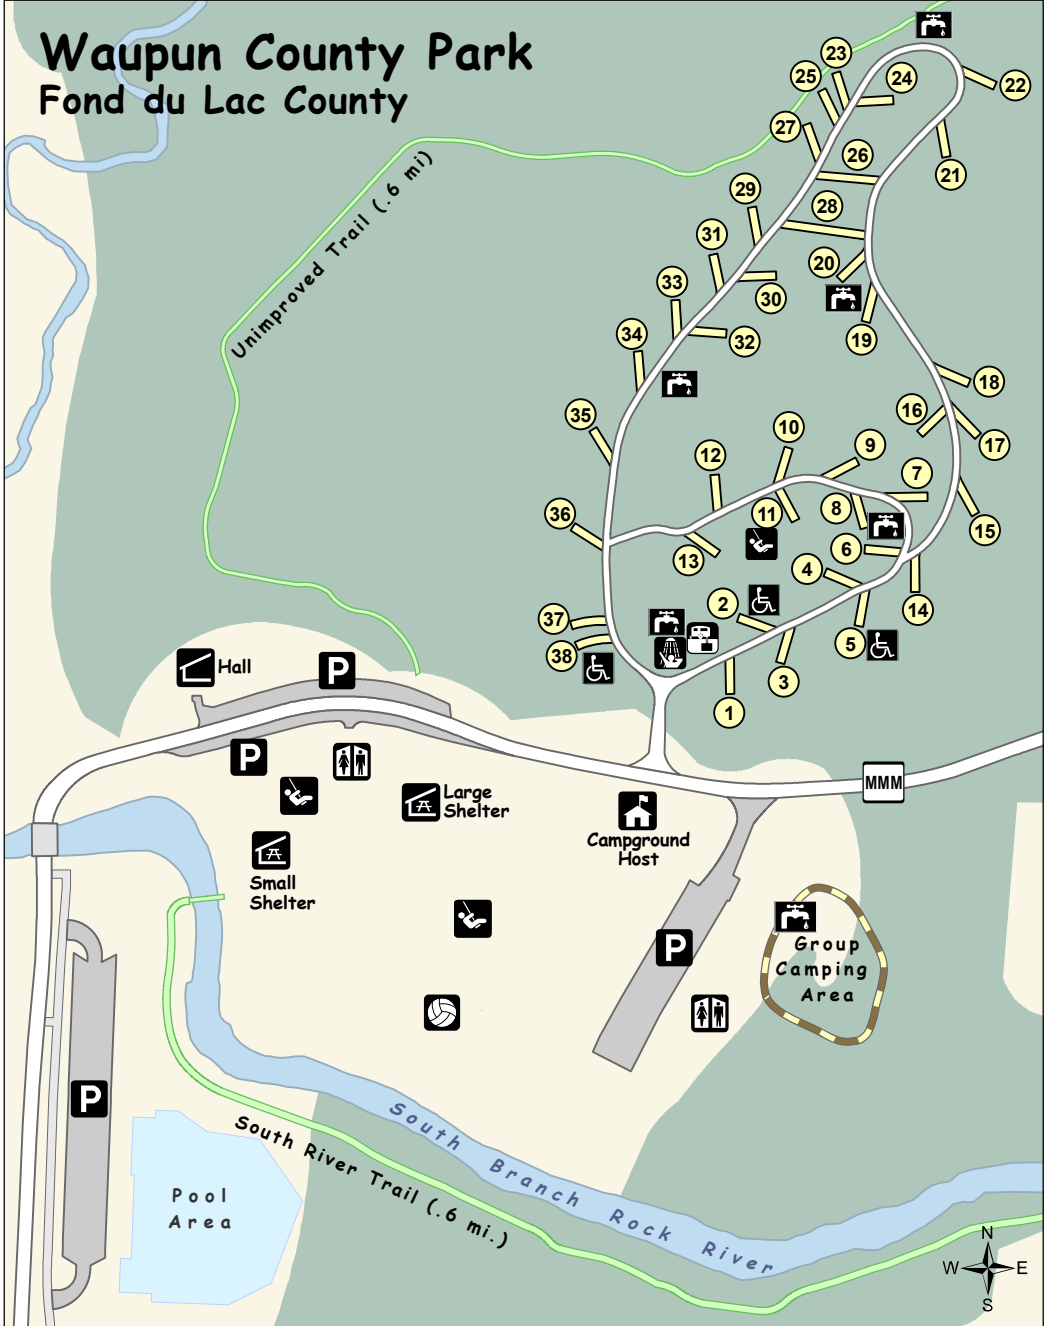 Waupun County Park
Fond du Lac County
23
25
24
22
27
26
21
29
28
31
20
33
30
19
34
32
18
35
16
10
17
12
9
7
36
11
8
15
13
6
4
2
14
37
5
38
3
1
Unimproved Trail (.6 mi)
Hall
P
P
MMM
Large
Shelter
Campground
Host
Small
Shelter
P
Group
Camping
Area
P
South Branch Rock River
South River Trail (.6 mi.)
Pool
Area
N
W E
S